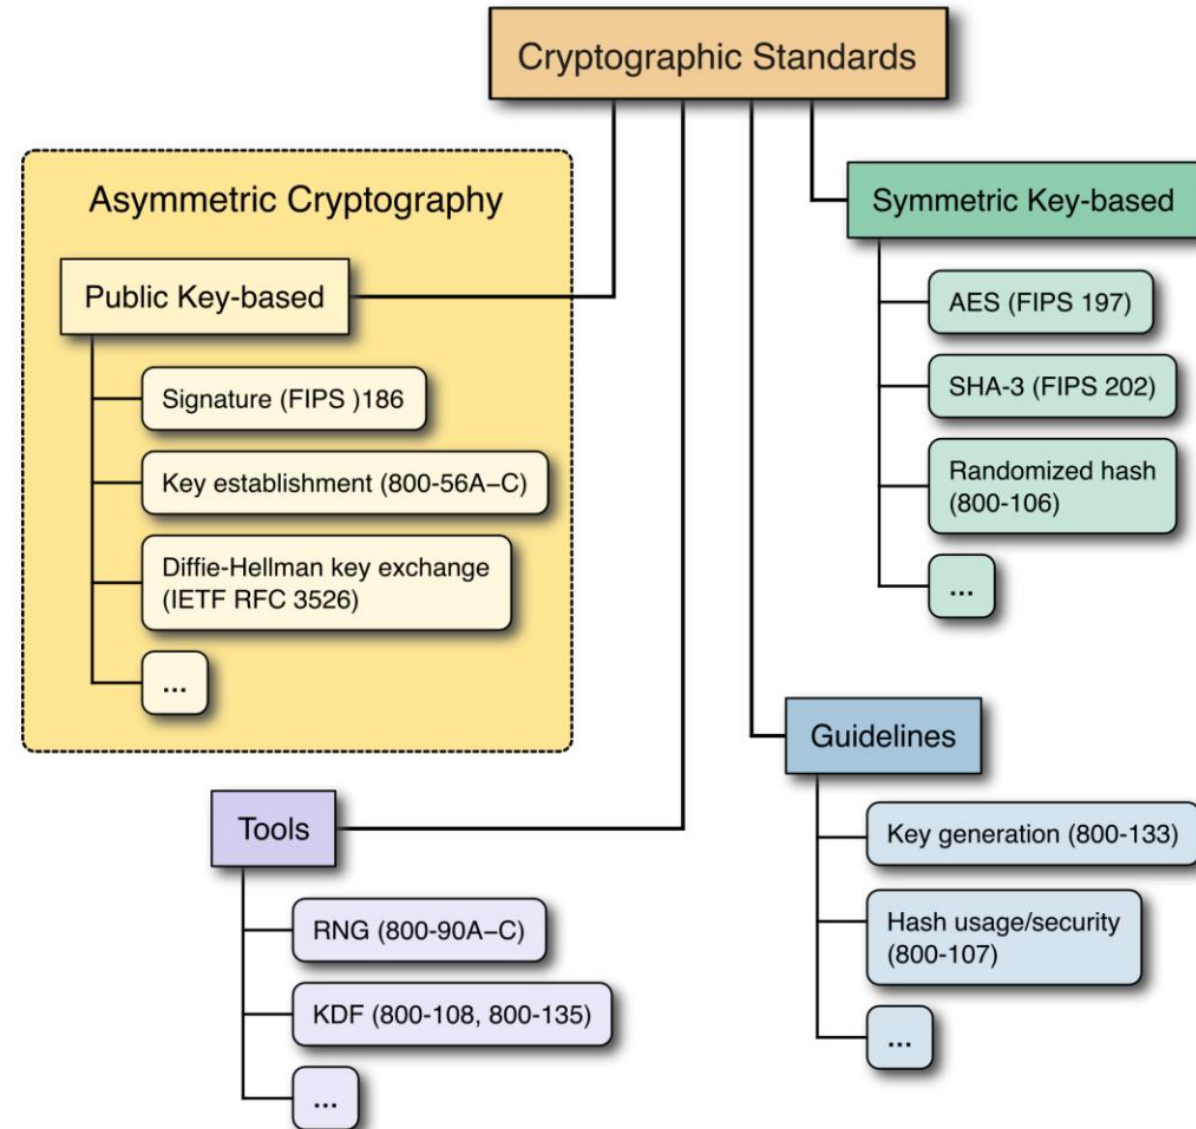 Cryptographic Standards
Asymmetric Cryptography
Public Key-based
Signature (FIPS )186
Key establishment (800-56A–C)
Diffie-Hellman key exchange
(IETF RFC 3526)
...
Symmetric Key-based
AES (FIPS 197)
SHA-3 (FIPS 202)
Randomized hash
(800-106)
...
Tools
RNG (800-90A–C)
KDF (800-108, 800-135)
...
Guidelines
Key generation (800-133)
Hash usage/security
(800-107)
...